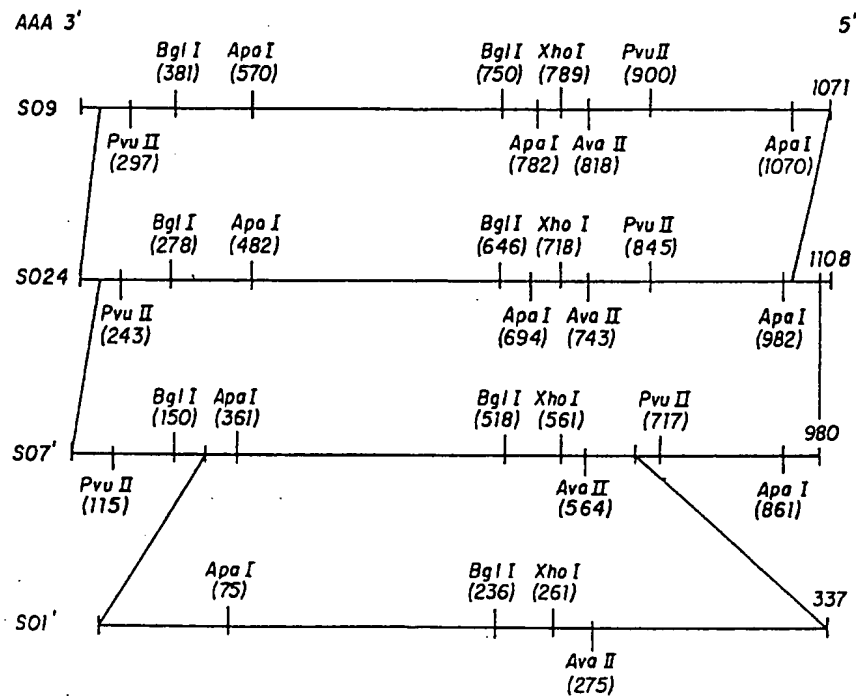 AAA 3' 5'
Bgl I Apa I Bgl I Xho I Pvu II
(381) (570) (750) (789) (900)
1071
S09
Pvu II Apa I Ava II Apa I
(297) (782) (818) (1070)
Bgl I Apa I Bgl I Xho I Pvu II
(278) (482) (646) (718) (845)
1108
S024
Pvu II Apa I Ava II Apa I
(243) (694) (743) (982)
Bgl I Apa I Bgl I Xho I Pvu II
(150) (361) (518) (561) (717)
980
S07'
Pvu II Ava II Apa I
(115) (564) (861)
Apa I Bgl I Xho I
(75) (236) (261)
337
S01'
Ava II
(275)